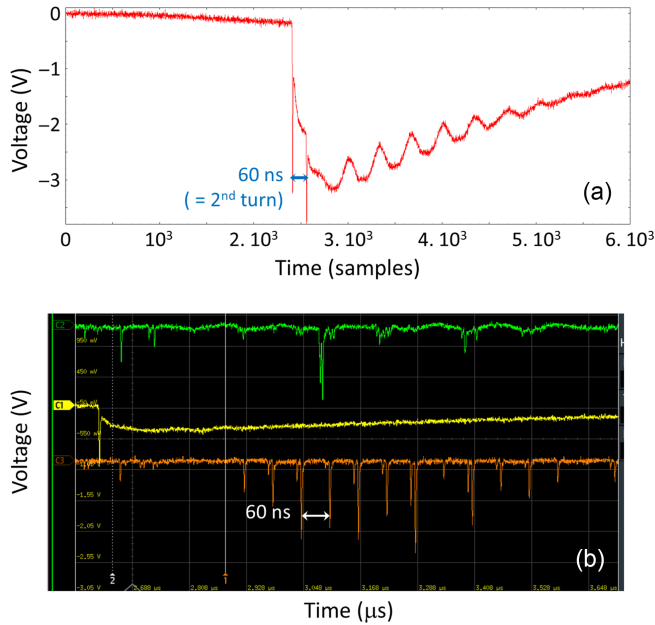 0
−1
−2
−3
Voltage (V)
60 ns
( = 2nd turn)
(a)
0
10³
2. 10³
3. 10³
4. 10³
5. 10³
6. 10³
Time (samples)
C2
950 mV
450 mV
C1
-50 mV
-550 mV
C3
-1.55 V
-2.05 V
-2.55 V
-3.05 V
Voltage (V)
60 ns
(b)
2
1
2.688 µs
2.808 µs
2.928 µs
3.048 µs
3.168 µs
3.288 µs
3.408 µs
3.528 µs
3.648 µs
Time (µs)